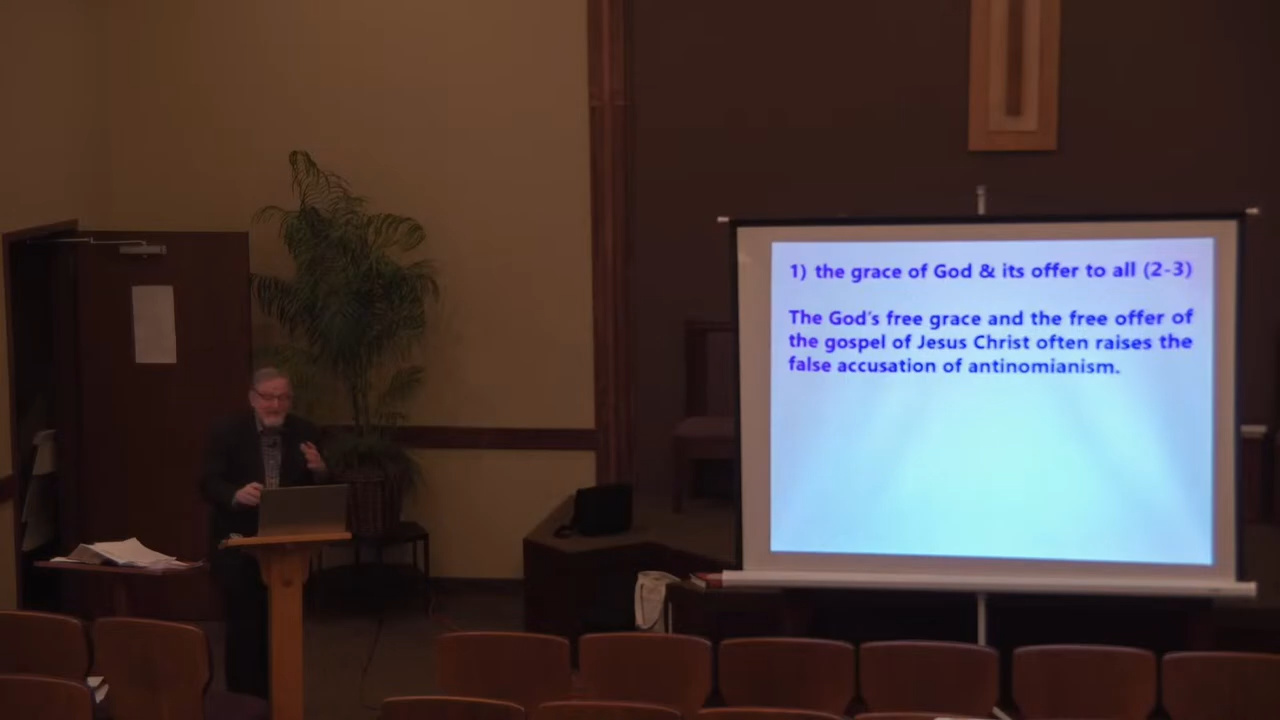 1) the grace of God & its offer to all (2-3)
The God's free grace and the free offer of
the gospel of Jesus Christ often raises the
false accusation of antinomianism.